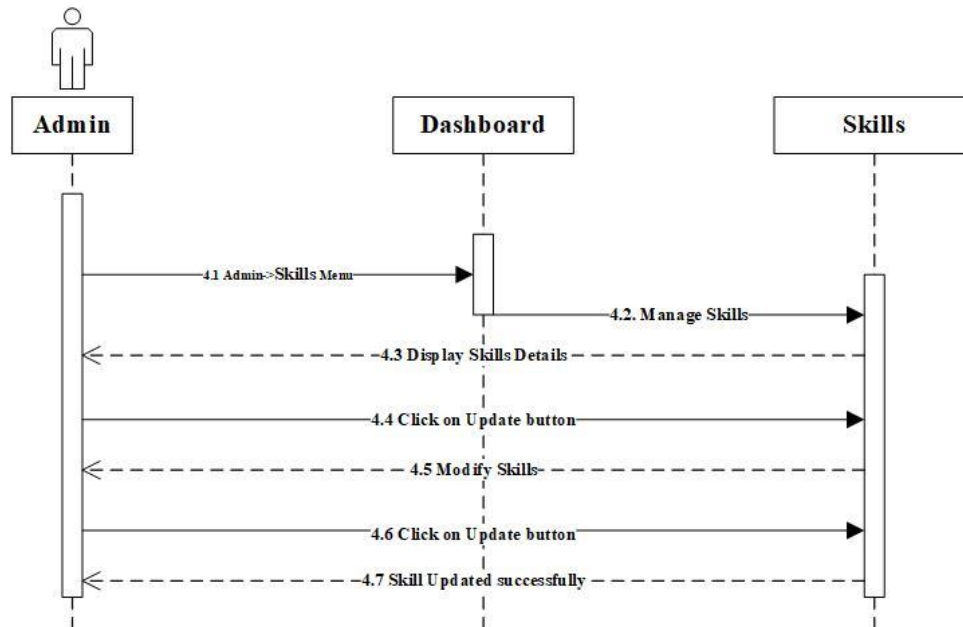 Admin
Dashboard
Skills
4.1 Admin->Skills Menu
4.2. Manage Skills
4.3 Display Skills Details
4.4 Click on Update button
4.5 Modify Skills
4.6 Click on Update button
4.7 Skill Updated successfully